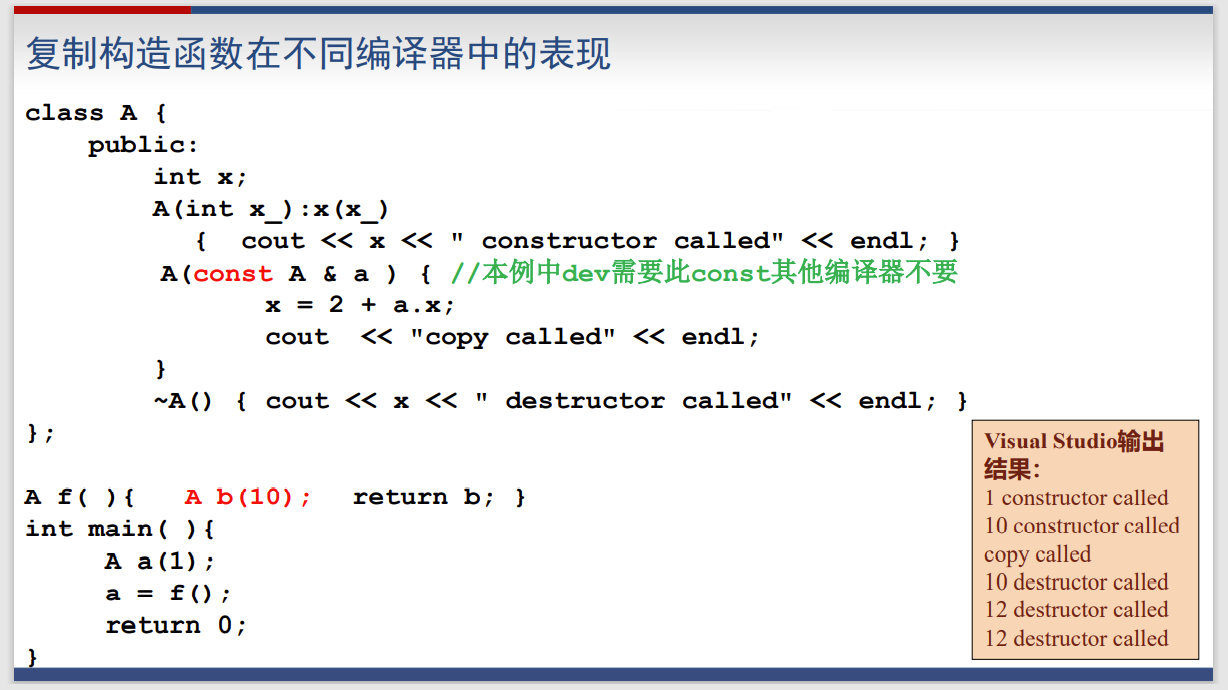 复制构造函数在不同编译器中的表现
class A {
public:
int x;
A(int x_):x(x_)
{ cout << x << " constructor called" << endl; }
A(const A & a ) { //本例中dev需要此const其他编译器不要
x = 2 + a.x;
cout << "copy called" << endl;
}
~A() { cout << x << " destructor called" << endl; }
};
A f( ){ A b(10); return b; }
int main( ){
A a(1);
a = f();
return 0;
}
Visual Studio输出
结果：
1 constructor called
10 constructor called
copy called
10 destructor called
12 destructor called
12 destructor called